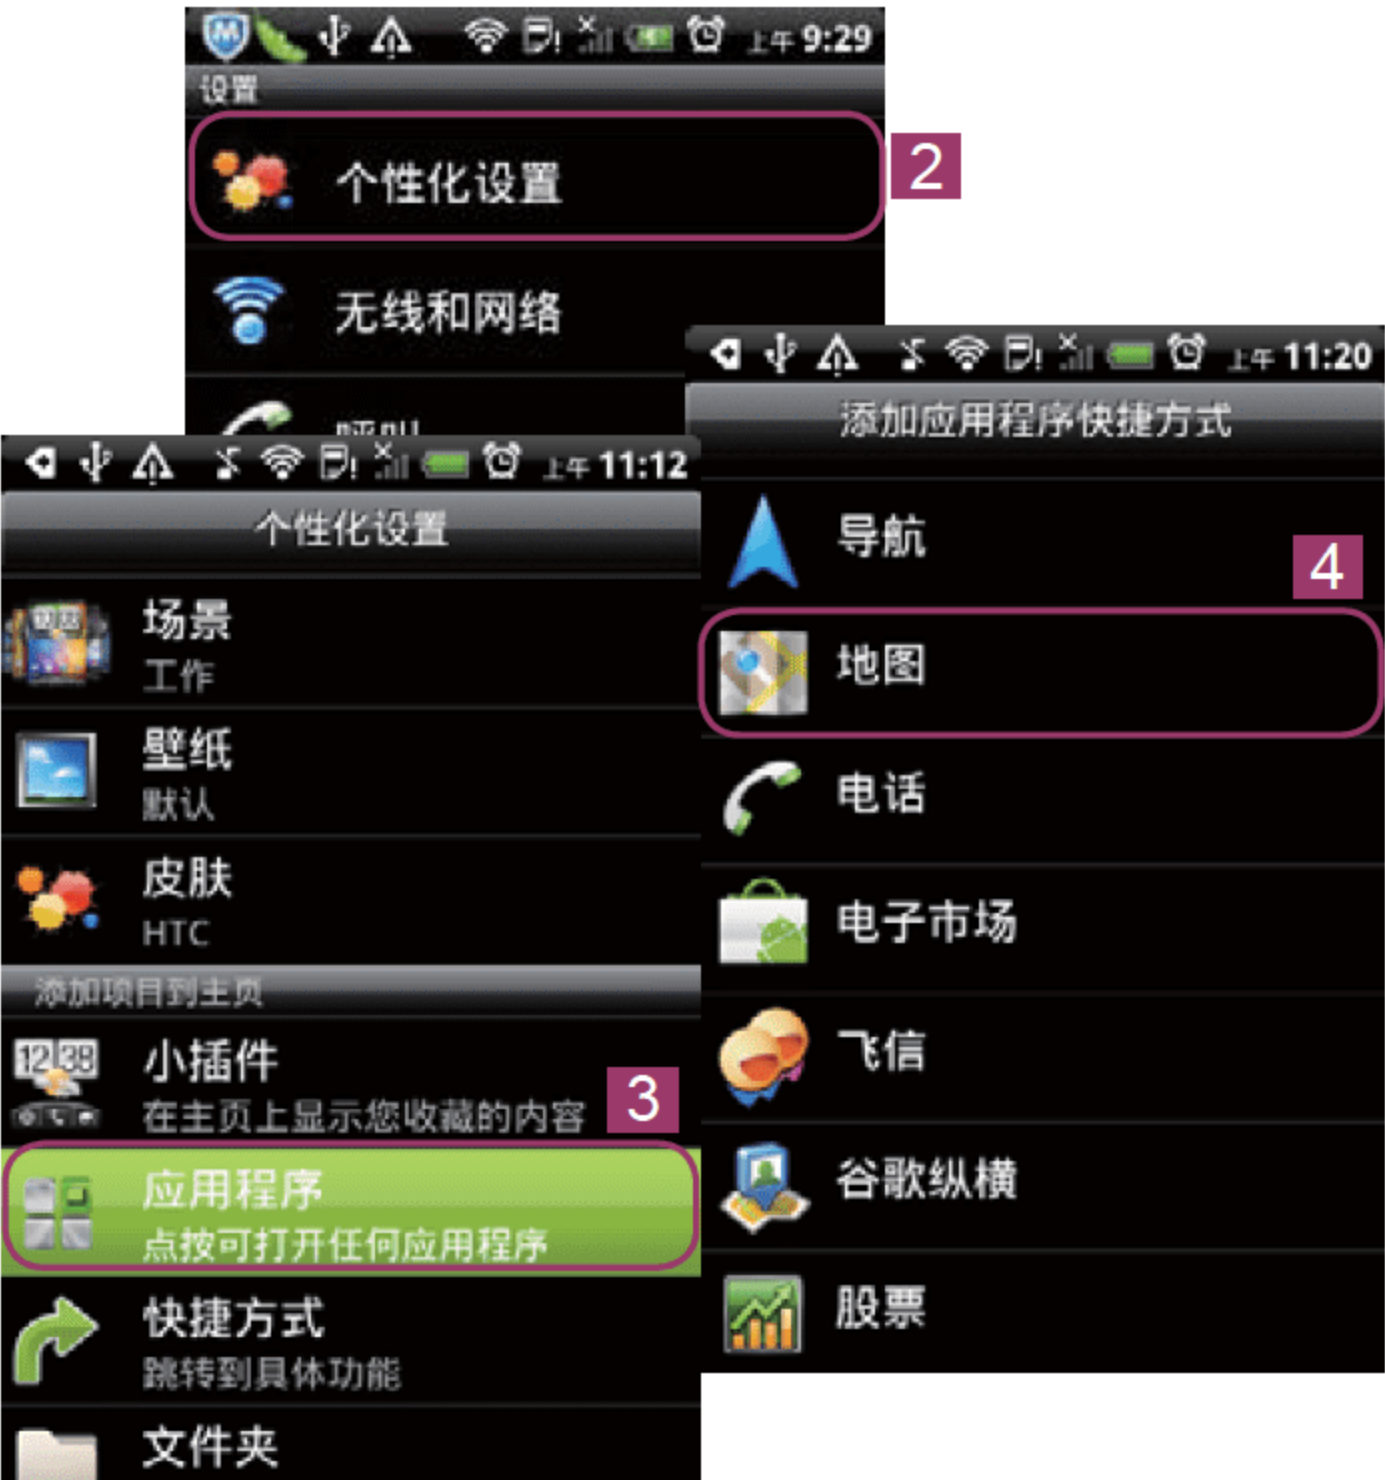 上午 9:29
设置
个性化设置
2
无线和网络
呼叫
上午 11:12
个性化设置
场景
工作
壁纸
默认
皮肤
HTC
添加项目到主页
12 38
小插件
在主页上显示您收藏的内容
3
应用程序
点按可打开任何应用程序
快捷方式
跳转到具体功能
文件夹
上午 11:20
添加应用程序快捷方式
导航
4
地图
电话
电子市场
飞信
谷歌纵横
股票